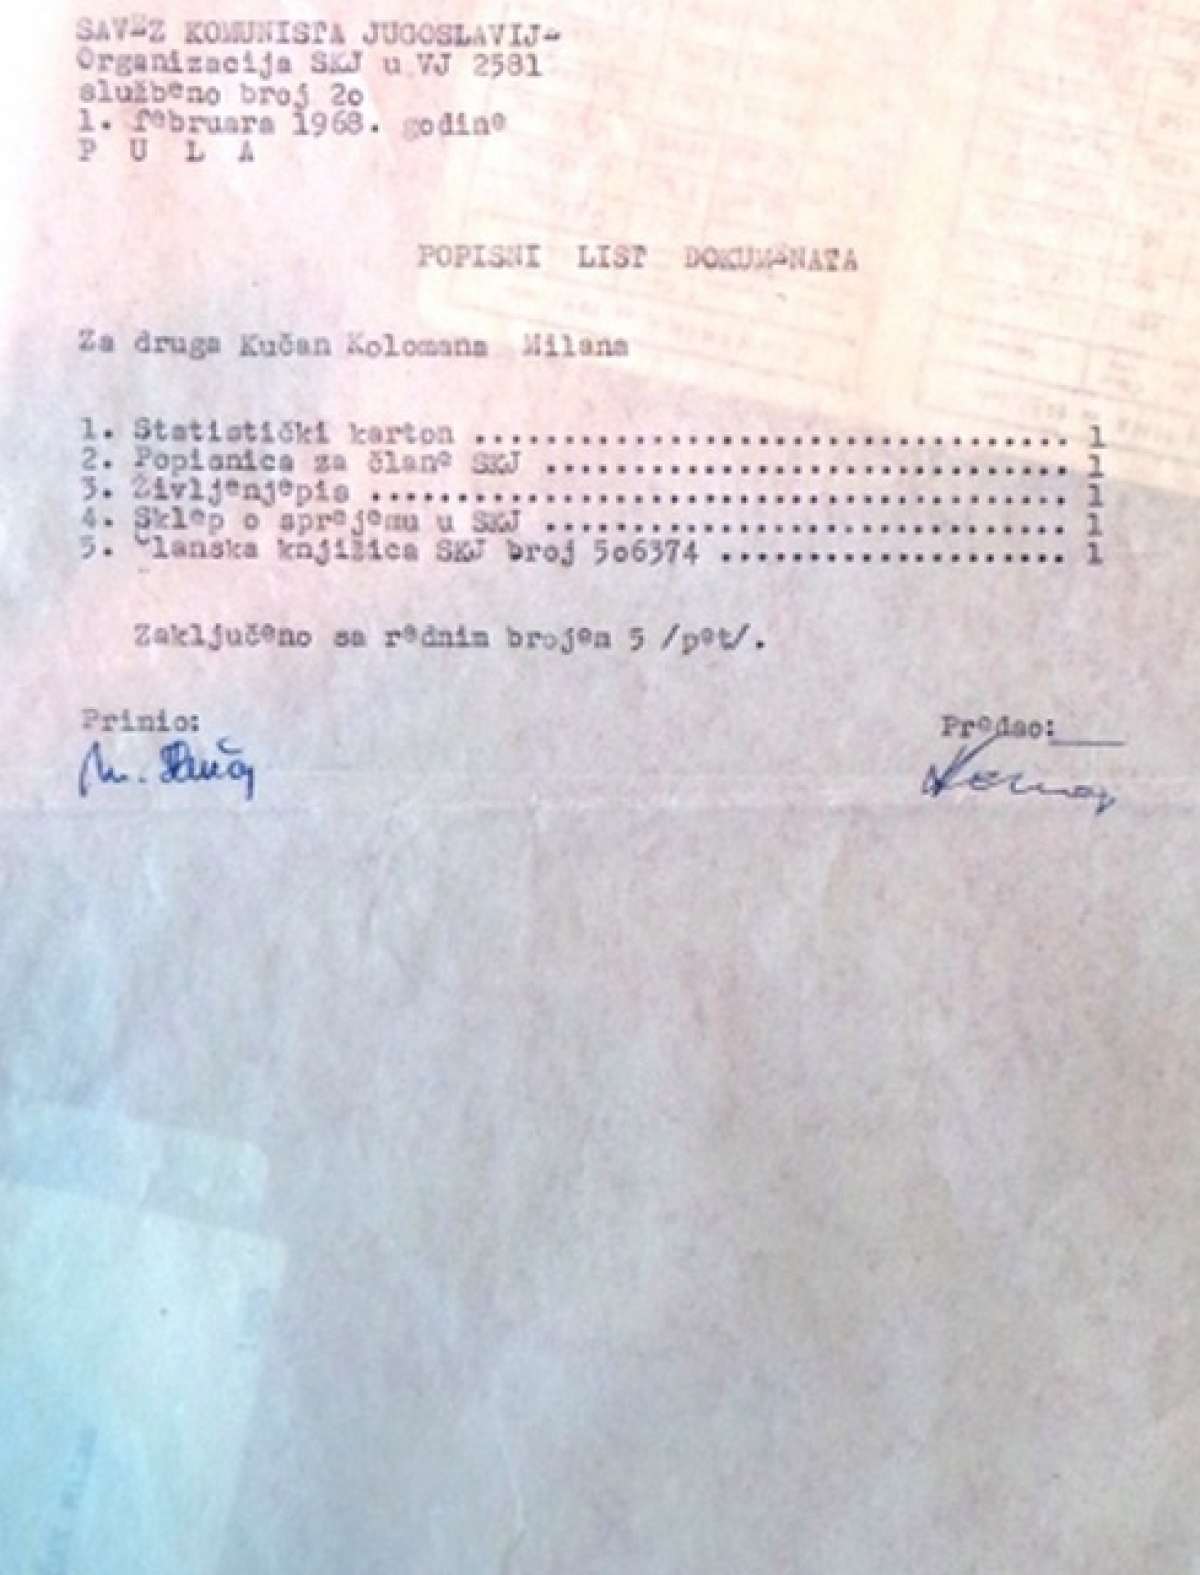 SAVEZ KOMUNISTA JUGOSLAVIJE
Organizacija SKJ u VJ 2581
službeno broj 2o
1. februara 1968. godine
P U L A
POPISNI LIST DOKUMENATA
Za druga Kučan Kolomana Milana
1. Statistički karton .................................. 1
2. Popisnica za člane SKJ .............................. 1
3. Življenjepis ........................................ 1
4. Sklep o sprejemu u SKJ .............................. 1
5. Članska knjižica SKJ broj 5o6374 .................... 1
Zaključeno sa rednim brojem 5 /pet/.
Primio:
Predao:
M. Kučan